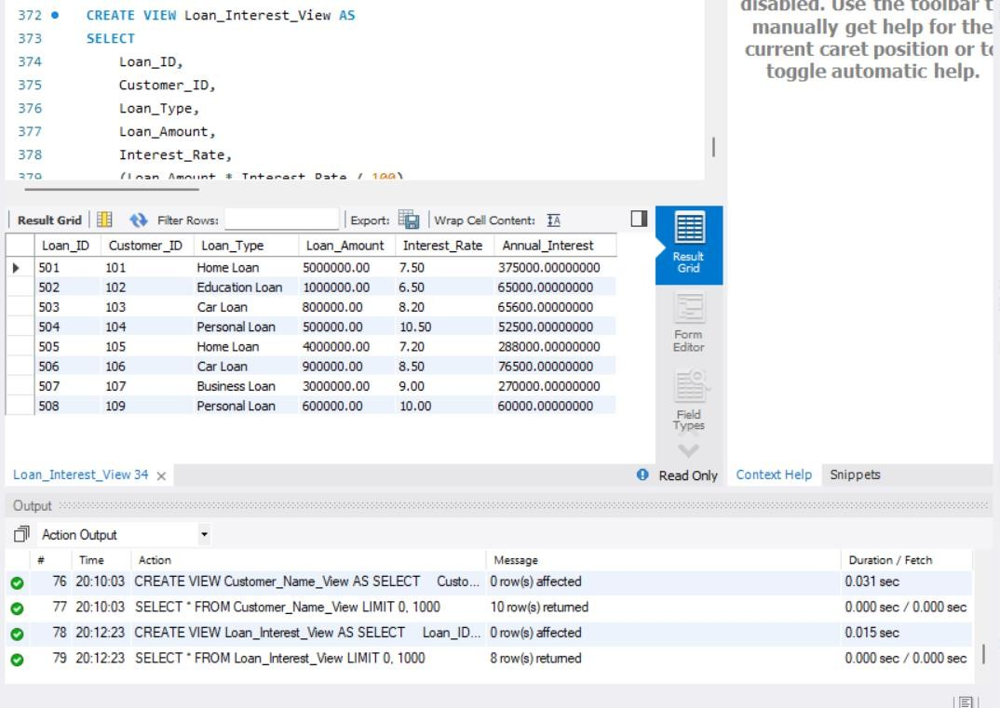 372 CREATE VIEW Loan_Interest_View AS
373 SELECT
374 Loan_ID,
375 Customer_ID,
376 Loan_Type,
377 Loan_Amount,
378 Interest_Rate,
379 (Loan_Amount * Interest_Rate / 100)
disabled. Use the toolbar t
manually get help for the
current caret position or to
toggle automatic help.
Result Grid Filter Rows: Export: Wrap Cell Content: IA
Loan_ID Customer_ID Loan_Type Loan_Amount Interest_Rate Annual_Interest
501 101 Home Loan 5000000.00 7.50 375000.00000000
502 102 Education Loan 1000000.00 6.50 65000.00000000
503 103 Car Loan 800000.00 8.20 65600.00000000
504 104 Personal Loan 500000.00 10.50 52500.00000000
505 105 Home Loan 4000000.00 7.20 288000.00000000
506 106 Car Loan 900000.00 8.50 76500.00000000
507 107 Business Loan 3000000.00 9.00 270000.00000000
508 109 Personal Loan 600000.00 10.00 60000.00000000
Result
Grid
Form
Editor
Field
Types
Loan_Interest_View 34 Read Only Context Help Snippets
Output
Action Output
# Time Action Message Duration / Fetch
76 20:10:03 CREATE VIEW Customer_Name_View AS SELECT Custo... 0 row(s) affected 0.031 sec
77 20:10:03 SELECT * FROM Customer_Name_View LIMIT 0, 1000 10 row(s) returned 0.000 sec / 0.000 sec
78 20:12:23 CREATE VIEW Loan_Interest_View AS SELECT Loan_ID... 0 row(s) affected 0.015 sec
79 20:12:23 SELECT * FROM Loan_Interest_View LIMIT 0, 1000 8 row(s) returned 0.000 sec / 0.000 sec